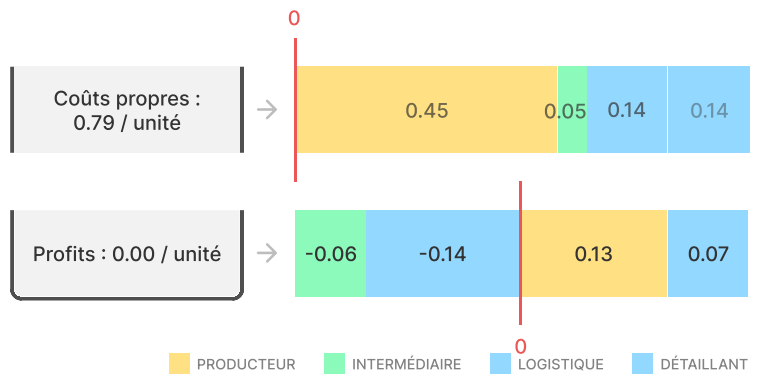 0
Coûts propres :
0.79 / unité
0.45
0.05
0.14
0.14
Profits : 0.00 / unité
-0.06
-0.14
0.13
0.07
0
PRODUCTEUR
INTERMÉDIAIRE
LOGISTIQUE
DÉTAILLANT